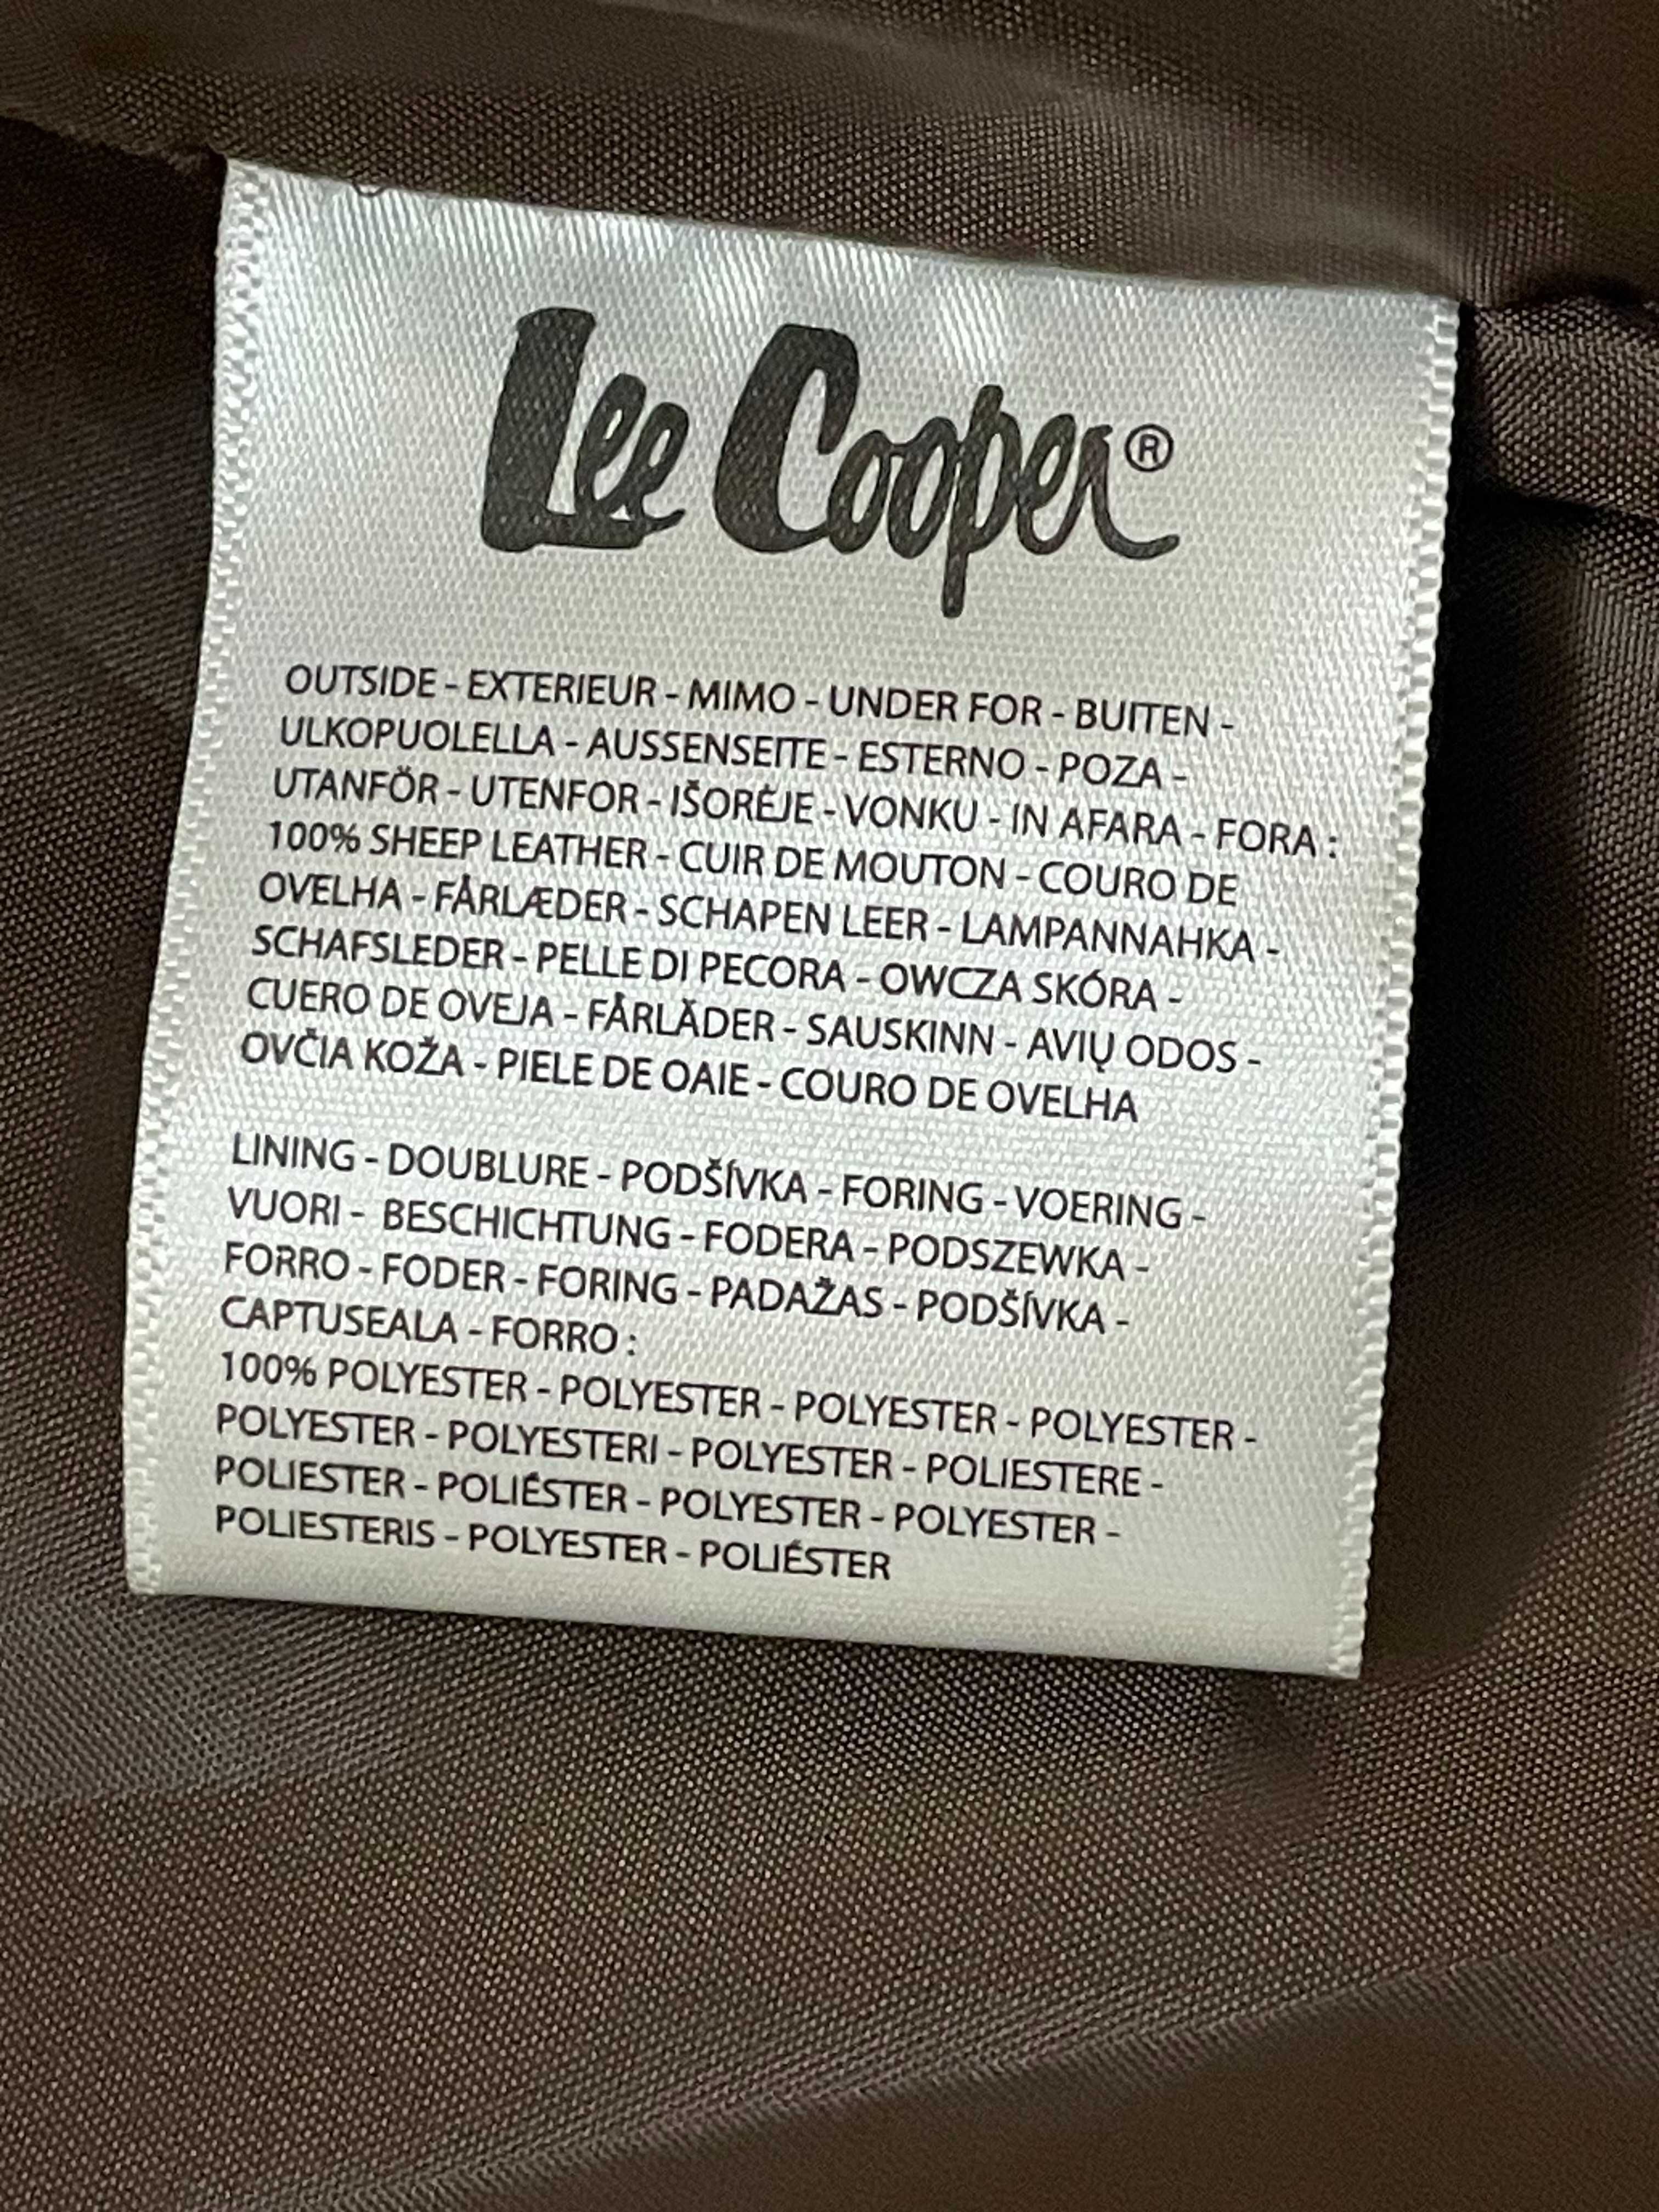 Lee Cooper®
OUTSIDE - EXTERIEUR - MIMO - UNDER FOR - BUITEN -
ULKOPUOLELLA - AUSSENSEITE - ESTERNO - POZA -
UTANFÖR - UTENFOR - IŠORĖJE - VONKU - IN AFARA - FORA :
100% SHEEP LEATHER - CUIR DE MOUTON - COURO DE
OVELHA - FÅRLÆDER - SCHAPEN LEER - LAMPANNAHKA -
SCHAFSLEDER - PELLE DI PECORA - OWCZA SKÓRA -
CUERO DE OVEJA - FÅRLÄDER - SAUSKINN - AVIŲ ODOS -
OVČIA KOŽA - PIELE DE OAIE - COURO DE OVELHA
LINING - DOUBLURE - PODŠÍVKA - FORING - VOERING -
VUORI - BESCHICHTUNG - FODERA - PODSZEWKA -
FORRO - FODER - FORING - PADAŽAS - PODŠÍVKA -
CAPTUSEALA - FORRO :
100% POLYESTER - POLYESTER - POLYESTER - POLYESTER -
POLYESTER - POLYESTERI - POLYESTER - POLIESTERE -
POLIESTER - POLIÉSTER - POLYESTER - POLYESTER -
POLIESTERIS - POLYESTER - POLIÉSTER